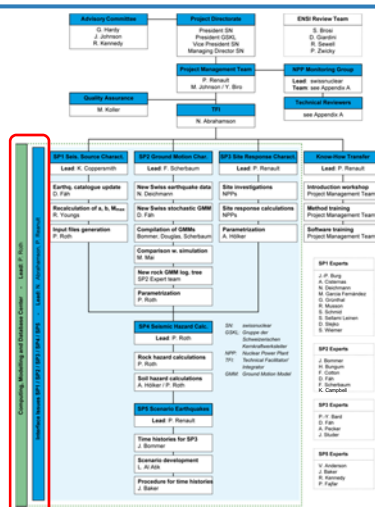 Advisory Committee
G. Hardy
J. Johnson
R. Kennedy
Project Directorate
President SN
President GSKL
Vice President SN
Managing Director SN
ENSI Review Team
S. Brosi
D. Giardini
R. Sewell
P. Zwicky
Project Management Team
P. Renault
M. Johnson / Y. Biro
NPP Monitoring Group
Lead: swissnuclear
Team: see Appendix A
Quality Assurance
M. Koller
Technical Reviewers
see Appendix A
TFI
N. Abrahamson
Computing, Modelling and Database Center - Lead: P. Roth
Interface Issues SP1 / SP2 / SP3 / SP4 / SP5 - Lead: N. Abrahamson, P. Renault
SP1 Seis. Source Charact.
Lead: K. Coppersmith
Earthq. catalogue update
D. Fäh
Recalculation of a, b, Mmax
R. Youngs
Input files generation
P. Roth
SP2 Ground Motion Char.
Lead: F. Scherbaum
New Swiss earthquake data
N. Deichmann
New Swiss stochastic GMM
D. Fäh
Compilation of GMMs
Bommer, Douglas, Scherbaum
Comparison w. simulation
M. Mai
New rock GMM log. tree
SP2 Expert team
Parametrization
P. Roth
SP3 Site Response Charact.
Lead: P. Renault
Site investigations
NPPs
Site response calculations
NPPs
Parametrization
A. Hölker
Know-How Transfer
Lead: P. Renault
Introduction workshop
Project Management Team
Method training
Project Management Team
Software training
Project Management Team
SP4 Seismic Hazard Calc.
Lead: P. Roth
Rock hazard calculations
P. Roth
Soil hazard calculations
A. Hölker / P. Roth
SP5 Scenario Earthquakes
Lead: P. Renault
Time histories for SP3
J. Bommer
Scenario development
L. Al Atik
Procedure for time histories
J. Baker
SN: swissnuclear
GSKL: Gruppe der
Schweizerischen
Kernkraftwerksleiter
NPP: Nuclear Power Plant
TFI: Technical Facilitator/
Integrator
GMM: Ground Motion Model
SP1 Experts
J.-P. Burg
A. Cisternas
N. Deichmann
M. Garcia Fernández
G. Grünthal
R. Musson
S. Schmid
S. Sellami Leinen
D. Slejko
S. Wiemer
SP2 Experts
J. Bommer
H. Bungum
F. Cotton
D. Fäh
F. Scherbaum
K. Campbell
SP3 Experts
P.-Y. Bard
D. Fäh
A. Pecker
J. Studer
SP5 Experts
V. Anderson
J. Baker
R. Kennedy
P. Fajfar